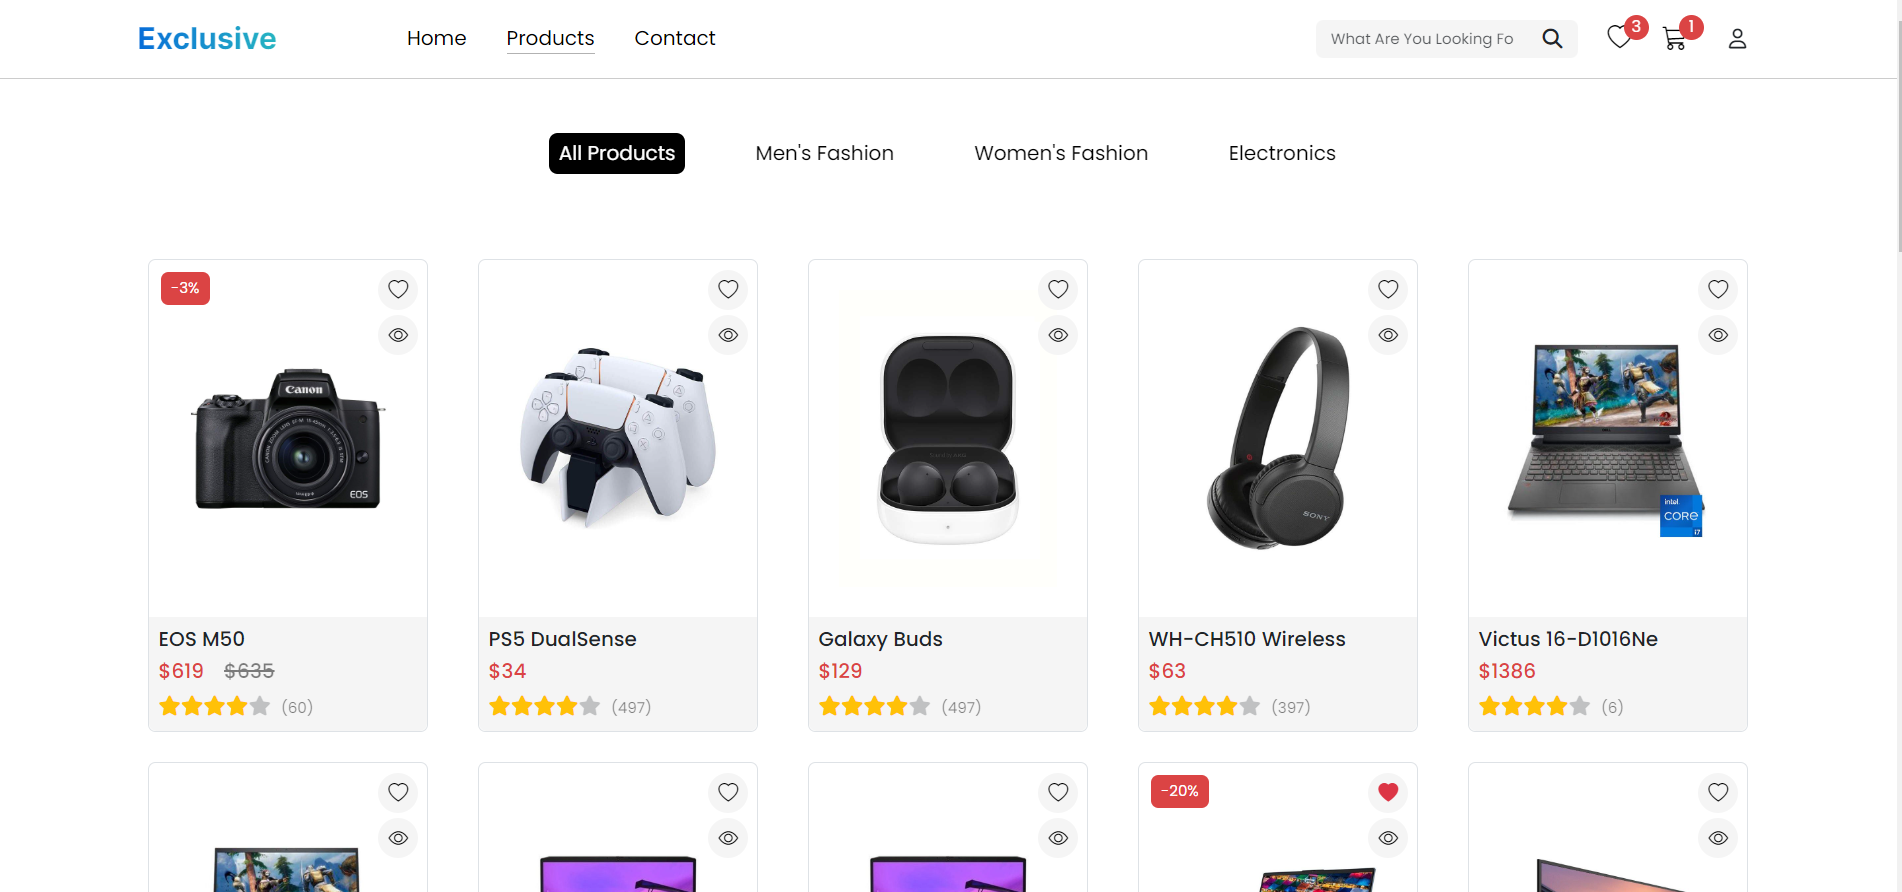 Exclusive
Home
Products
Contact
What Are You Looking Fo
3
1
All Products
Men's Fashion
Women's Fashion
Electronics
-3%
Canon
EOS
SONY
intel
CORE
i7
EOS M50
$619 $635
(60)
PS5 DualSense
$34
(497)
Galaxy Buds
$129
(497)
WH-CH510 Wireless
$63
(397)
Victus 16-D1016Ne
$1386
(6)
-20%